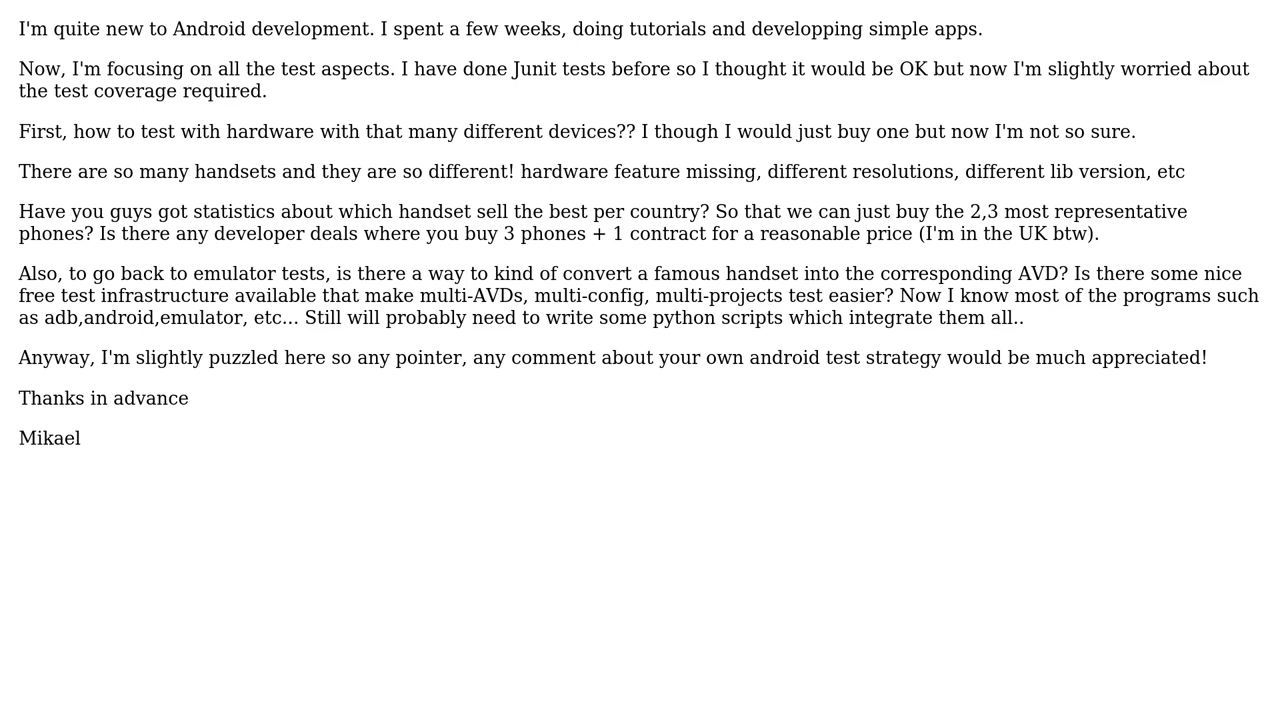 I'm quite new to Android development. I spent a few weeks, doing tutorials and developping simple apps.
Now, I'm focusing on all the test aspects. I have done Junit tests before so I thought it would be OK but now I'm slightly worried about
the test coverage required.
First, how to test with hardware with that many different devices?? I though I would just buy one but now I'm not so sure.
There are so many handsets and they are so different! hardware feature missing, different resolutions, different lib version, etc
Have you guys got statistics about which handset sell the best per country? So that we can just buy the 2,3 most representative
phones? Is there any developer deals where you buy 3 phones + 1 contract for a reasonable price (I'm in the UK btw).
Also, to go back to emulator tests, is there a way to kind of convert a famous handset into the corresponding AVD? Is there some nice
free test infrastructure available that make multi-AVDs, multi-config, multi-projects test easier? Now I know most of the programs such
as adb,android,emulator, etc... Still will probably need to write some python scripts which integrate them all..
Anyway, I'm slightly puzzled here so any pointer, any comment about your own android test strategy would be much appreciated!
Thanks in advance
Mikael